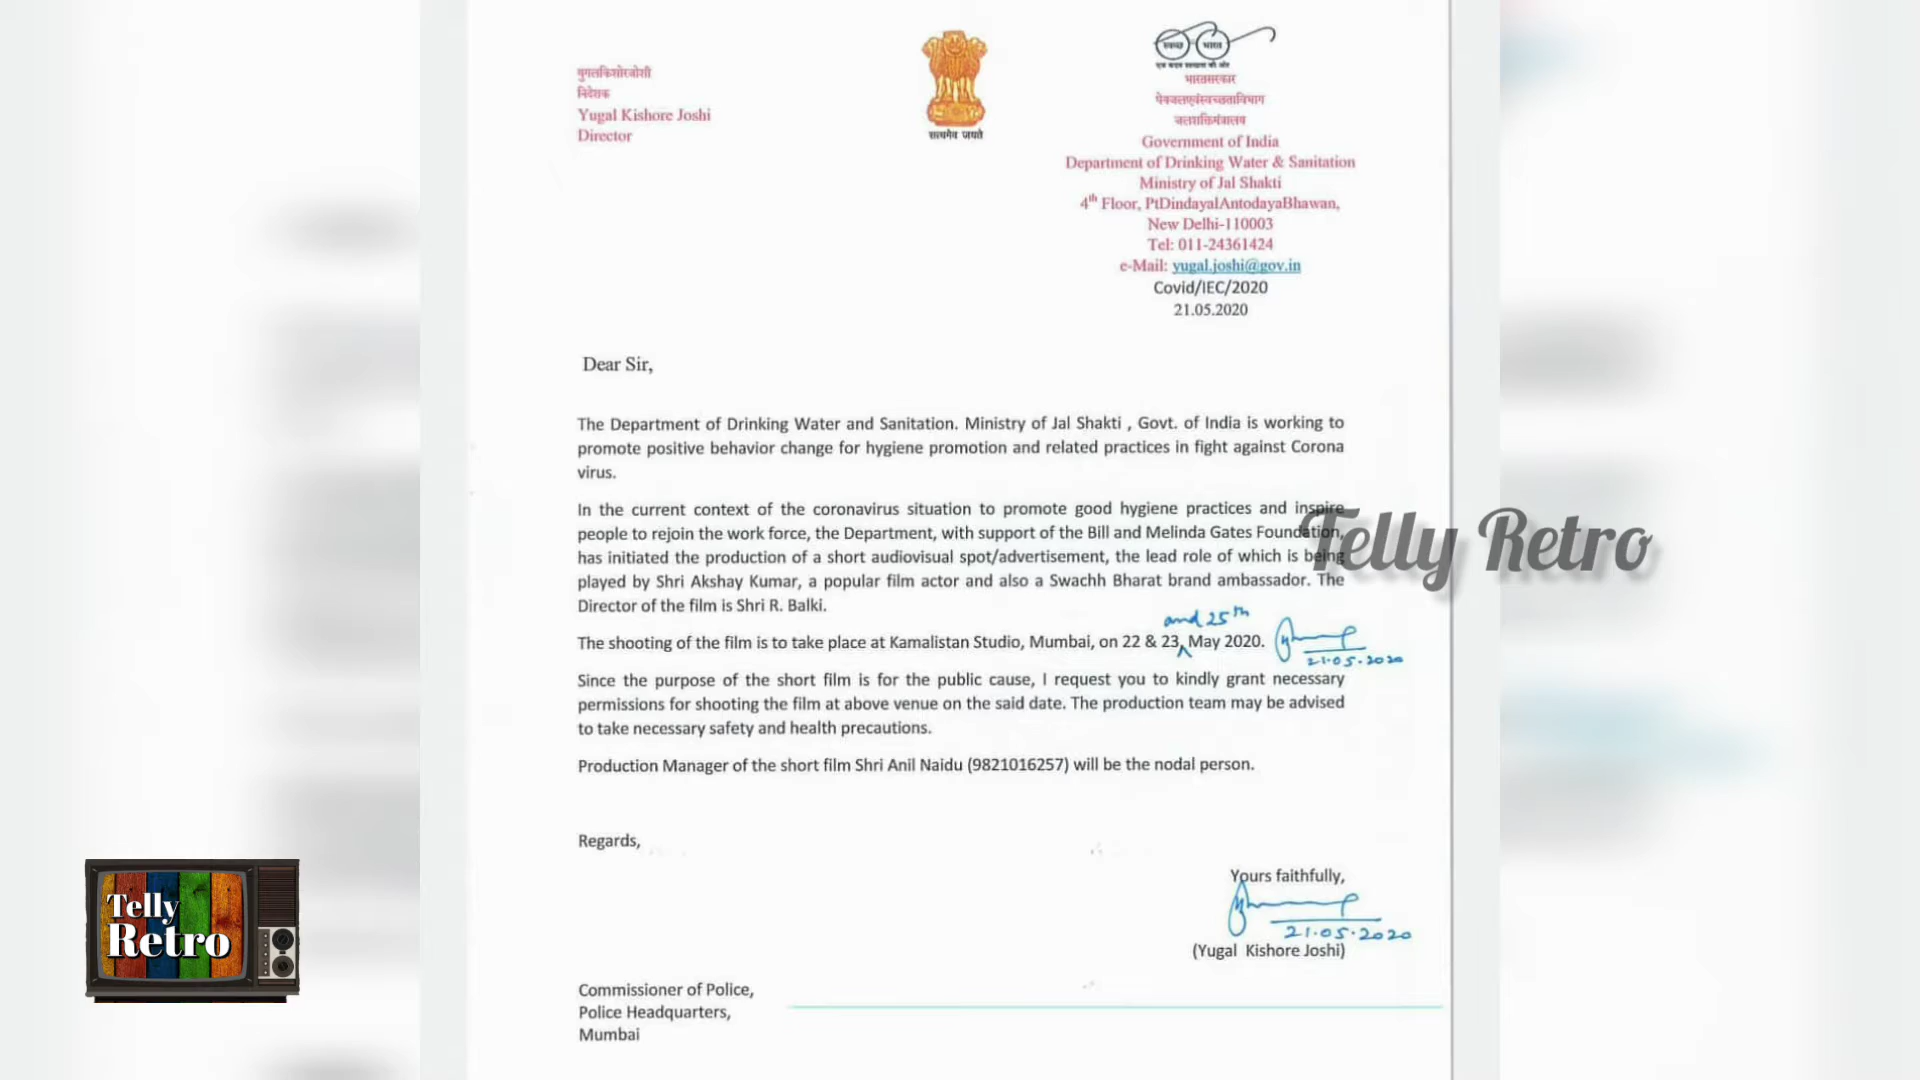 युगलकिशोरजोशी
निदेशक
Yugal Kishore Joshi
Director
सत्यमेव जयते
स्वच्छ भारत
एक कदम स्वच्छता की ओर
भारतसरकार
पेयजलएवंस्वच्छताविभाग
जलशक्तिमंत्रालय
Government of India
Department of Drinking Water & Sanitation
Ministry of Jal Shakti
4th Floor, PtDindayalAntodayaBhawan,
New Delhi-110003
Tel: 011-24361424
e-Mail: yugal.joshi@gov.in
Covid/IEC/2020
21.05.2020
Dear Sir,
The Department of Drinking Water and Sanitation. Ministry of Jal Shakti , Govt. of India is working to
promote positive behavior change for hygiene promotion and related practices in fight against Corona
virus.
In the current context of the coronavirus situation to promote good hygiene practices and inspire
people to rejoin the work force, the Department, with support of the Bill and Melinda Gates Foundation,
has initiated the production of a short audiovisual spot/advertisement, the lead role of which is being
played by Shri Akshay Kumar, a popular film actor and also a Swachh Bharat brand ambassador. The
Director of the film is Shri R. Balki.
and 25th
The shooting of the film is to take place at Kamalistan Studio, Mumbai, on 22 & 23, May 2020.
21.05.2020
Since the purpose of the short film is for the public cause, I request you to kindly grant necessary
permissions for shooting the film at above venue on the said date. The production team may be advised
to take necessary safety and health precautions.
Production Manager of the short film Shri Anil Naidu (9821016257) will be the nodal person.
Regards,
Yours faithfully,
21.05.2020
(Yugal Kishore Joshi)
Commissioner of Police,
Police Headquarters,
Mumbai
Telly Retro
Telly
Retro